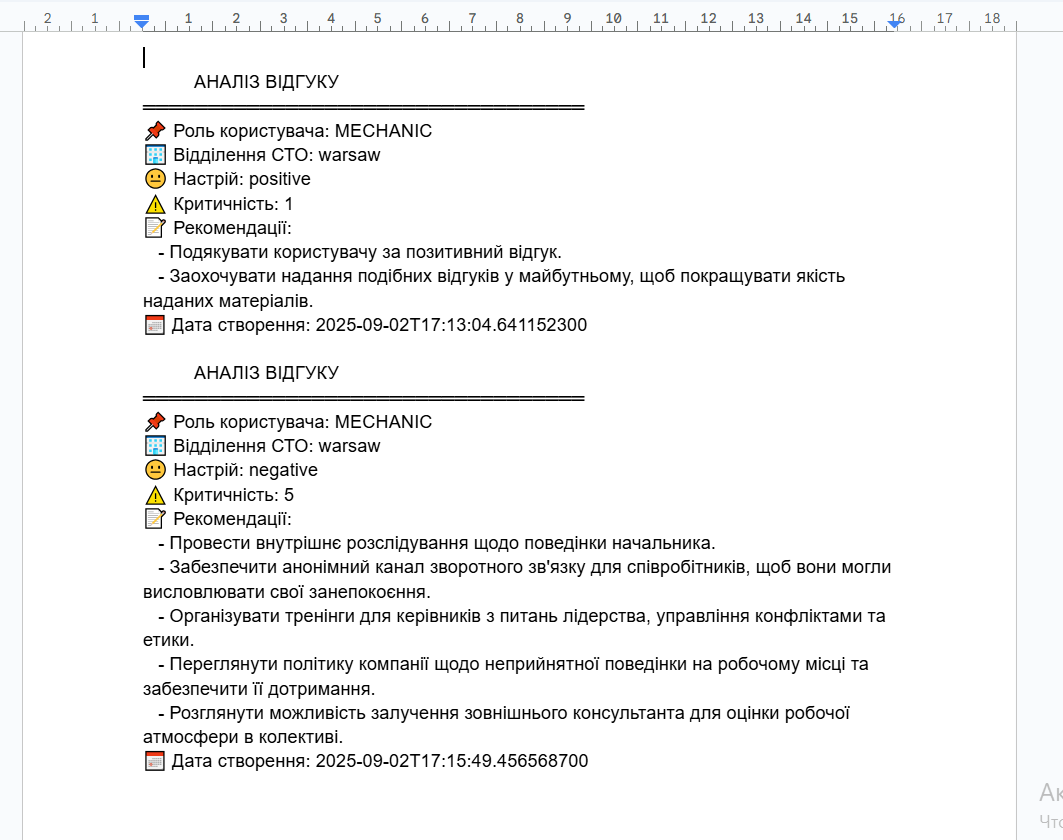 2 1 1 2 3 4 5 6 7 8 9 10 11 12 13 14 15 16 17 18
АНАЛІЗ ВІДГУКУ
══════════════════════════════════
📌 Роль користувача: MECHANIC
🏢 Відділення СТО: warsaw
😐 Настрій: positive
⚠ Критичність: 1
📝 Рекомендації:
- Подякувати користувачу за позитивний відгук.
- Заохочувати надання подібних відгуків у майбутньому, щоб покращувати якість
наданих матеріалів.
📅 Дата створення: 2025-09-02T17:13:04.641152300
АНАЛІЗ ВІДГУКУ
══════════════════════════════════
📌 Роль користувача: MECHANIC
🏢 Відділення СТО: warsaw
😐 Настрій: negative
⚠ Критичність: 5
📝 Рекомендації:
- Провести внутрішнє розслідування щодо поведінки начальника.
- Забезпечити анонімний канал зворотного зв'язку для співробітників, щоб вони могли
висловлювати свої занепокоєння.
- Організувати тренінги для керівників з питань лідерства, управління конфліктами та
етики.
- Переглянути політику компанії щодо неприйнятної поведінки на робочому місці та
забезпечити її дотримання.
- Розглянути можливість залучення зовнішнього консультанта для оцінки робочої
атмосфери в колективі.
📅 Дата створення: 2025-09-02T17:15:49.456568700